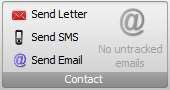 Send Letter
Send SMS
Send Email
@
@
No untracked
emails
Contact